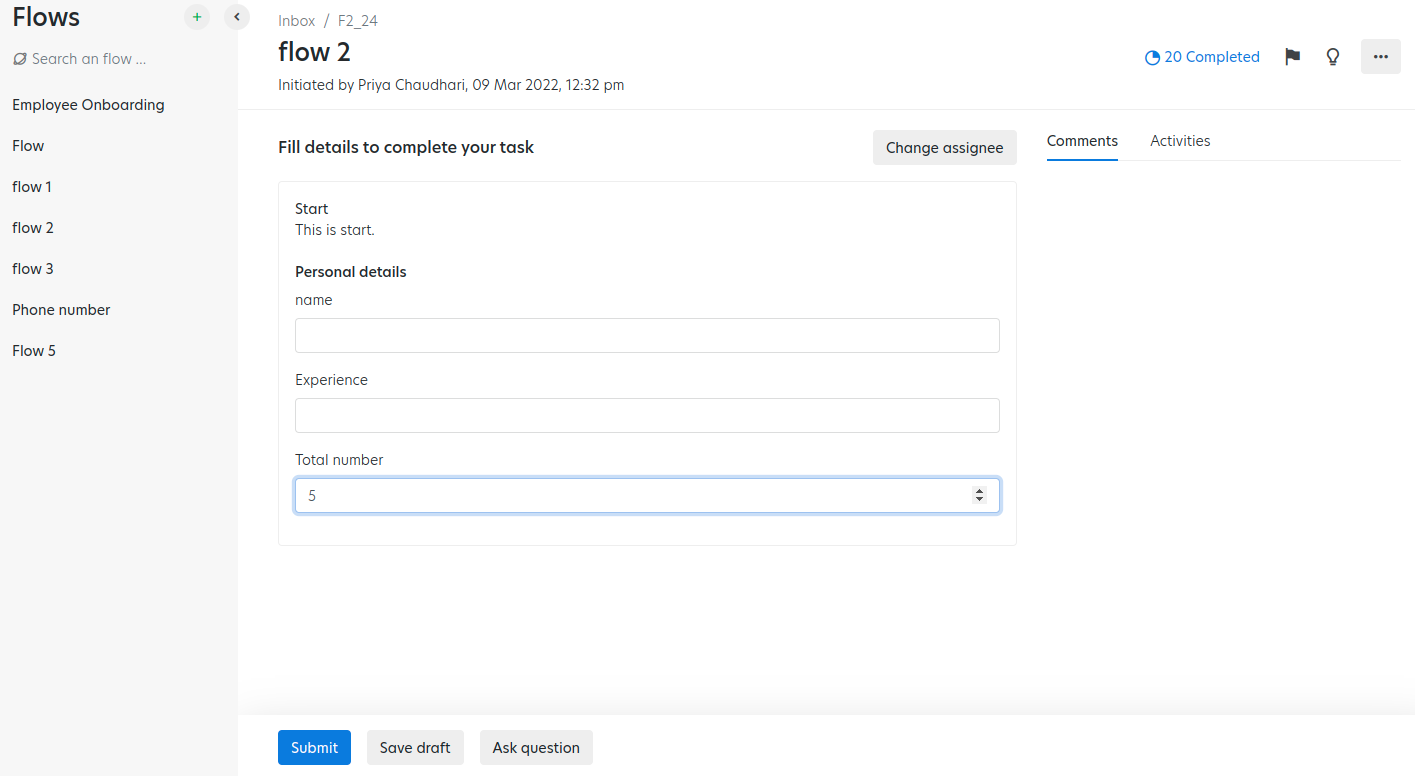 Flows
Search an flow ...
Employee Onboarding
Flow
flow 1
flow 2
flow 3
Phone number
Flow 5
Inbox / F2_24
flow 2
Initiated by Priya Chaudhari, 09 Mar 2022, 12:32 pm
20 Completed
Fill details to complete your task
Change assignee
Comments Activities
Start
This is start.
Personal details
name
Experience
Total number
5
Submit Save draft Ask question